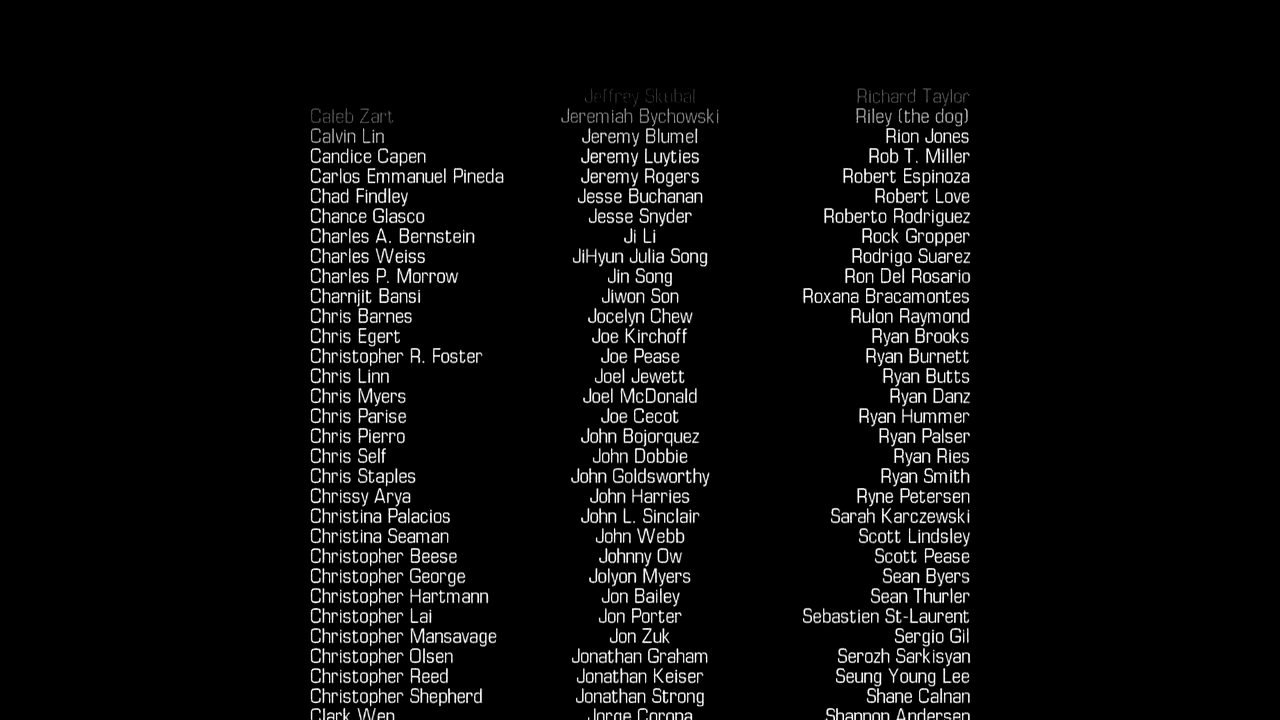 Jeffrey Skubal Richard Taylor
Caleb Zart Jeremiah Bychowski Riley (the dog)
Calvin Lin Jeremy Blumel Rion Jones
Candice Capen Jeremy Luyties Rob T. Miller
Carlos Emmanuel Pineda Jeremy Rogers Robert Espinoza
Chad Findley Jesse Buchanan Robert Love
Chance Glasco Jesse Snyder Roberto Rodriguez
Charles A. Bernstein Ji Li Rock Gropper
Charles Weiss JiHyun Julia Song Rodrigo Suarez
Charles P. Morrow Jin Song Ron Del Rosario
Charnjit Bansi Jiwon Son Roxana Bracamontes
Chris Barnes Jocelyn Chew Rulon Raymond
Chris Egert Joe Kirchoff Ryan Brooks
Christopher R. Foster Joe Pease Ryan Burnett
Chris Linn Joel Jewett Ryan Butts
Chris Myers Joel McDonald Ryan Danz
Chris Parise Joe Cecot Ryan Hummer
Chris Pierro John Bojorquez Ryan Palser
Chris Self John Dobbie Ryan Ries
Chris Staples John Goldsworthy Ryan Smith
Chrissy Arya John Harries Ryne Petersen
Christina Palacios John L. Sinclair Sarah Karczewski
Christina Seaman John Webb Scott Lindsley
Christopher Beese Johnny Ow Scott Pease
Christopher George Jolyon Myers Sean Byers
Christopher Hartmann Jon Bailey Sean Thurler
Christopher Lai Jon Porter Sebastien St-Laurent
Christopher Mansavage Jon Zuk Sergio Gil
Christopher Olsen Jonathan Graham Serozh Sarkisyan
Christopher Reed Jonathan Keiser Seung Young Lee
Christopher Shepherd Jonathan Strong Shane Calnan
Clark Wen Jorge Corona Shannon Andersen